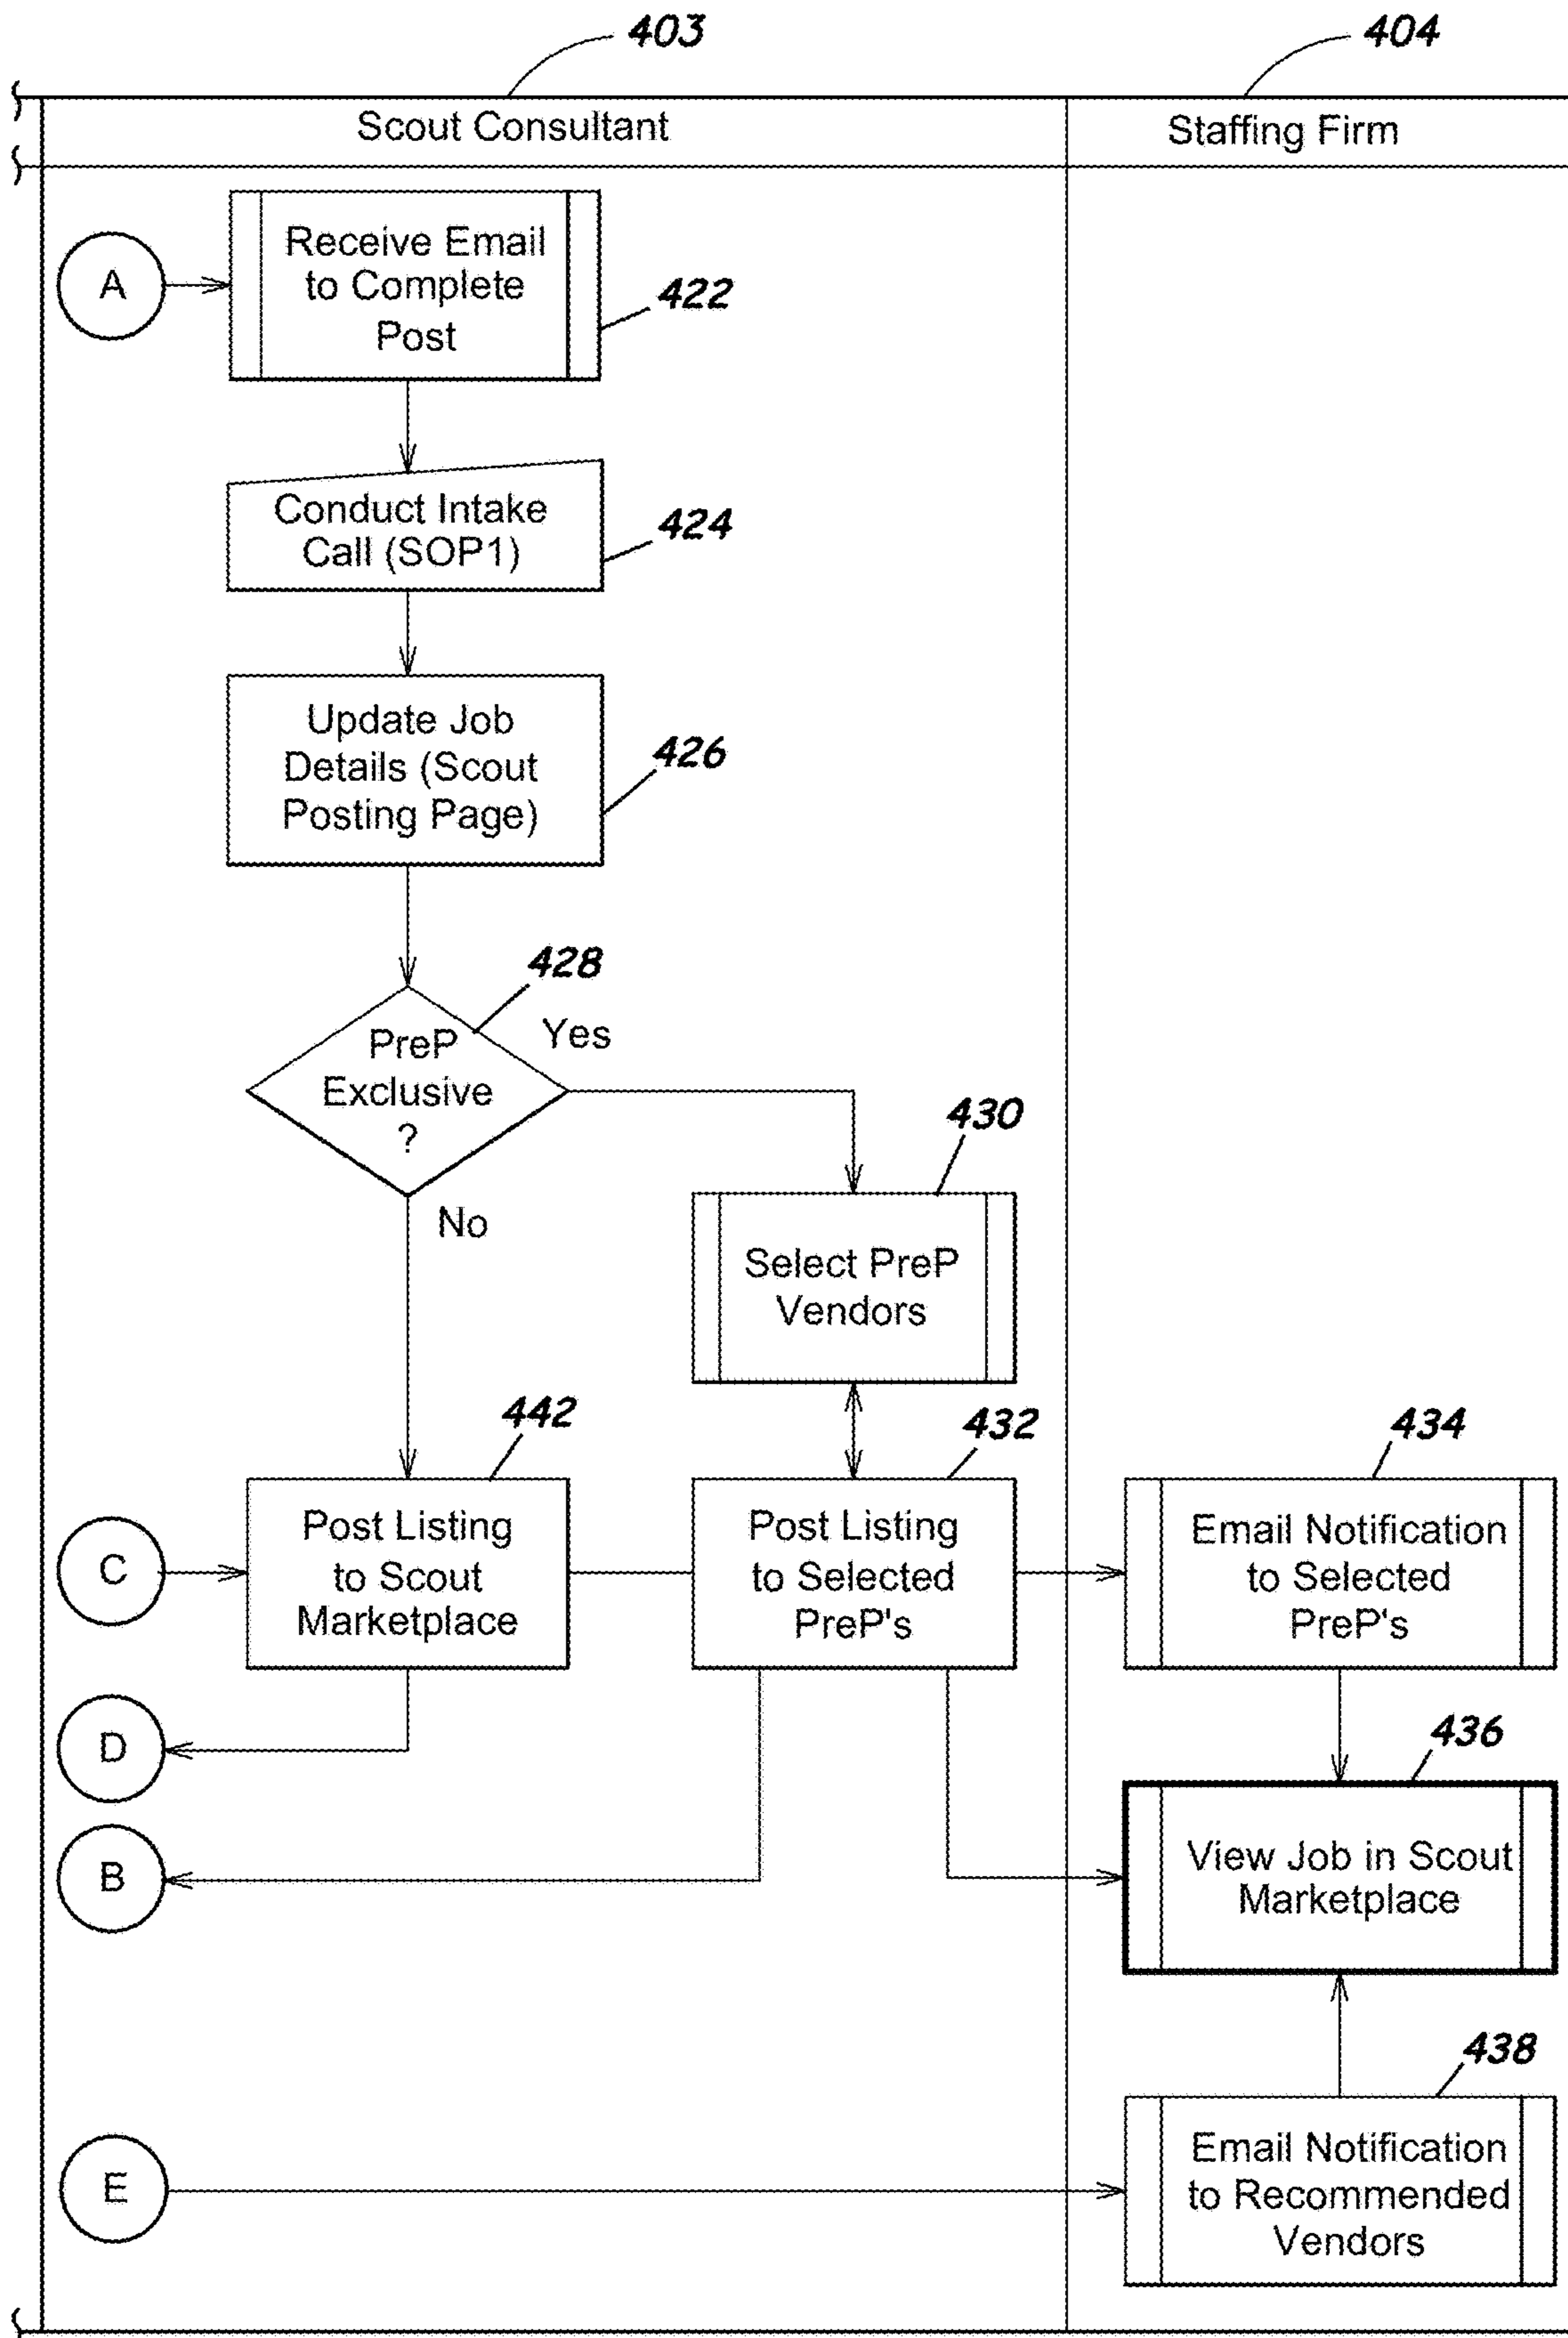 403
404
Scout Consultant
Staffing Firm
A
Receive Email
to Complete
Post
422
Conduct Intake
Call (SOP1)
424
Update Job
Details (Scout
Posting Page)
426
428
PreP
Exclusive
?
Yes
No
430
Select PreP
Vendors
442
432
434
C
Post Listing
to Scout
Marketplace
Post Listing
to Selected
PreP's
Email Notification
to Selected
PreP's
D
436
B
View Job in Scout
Marketplace
438
E
Email Notification
to Recommended
Vendors